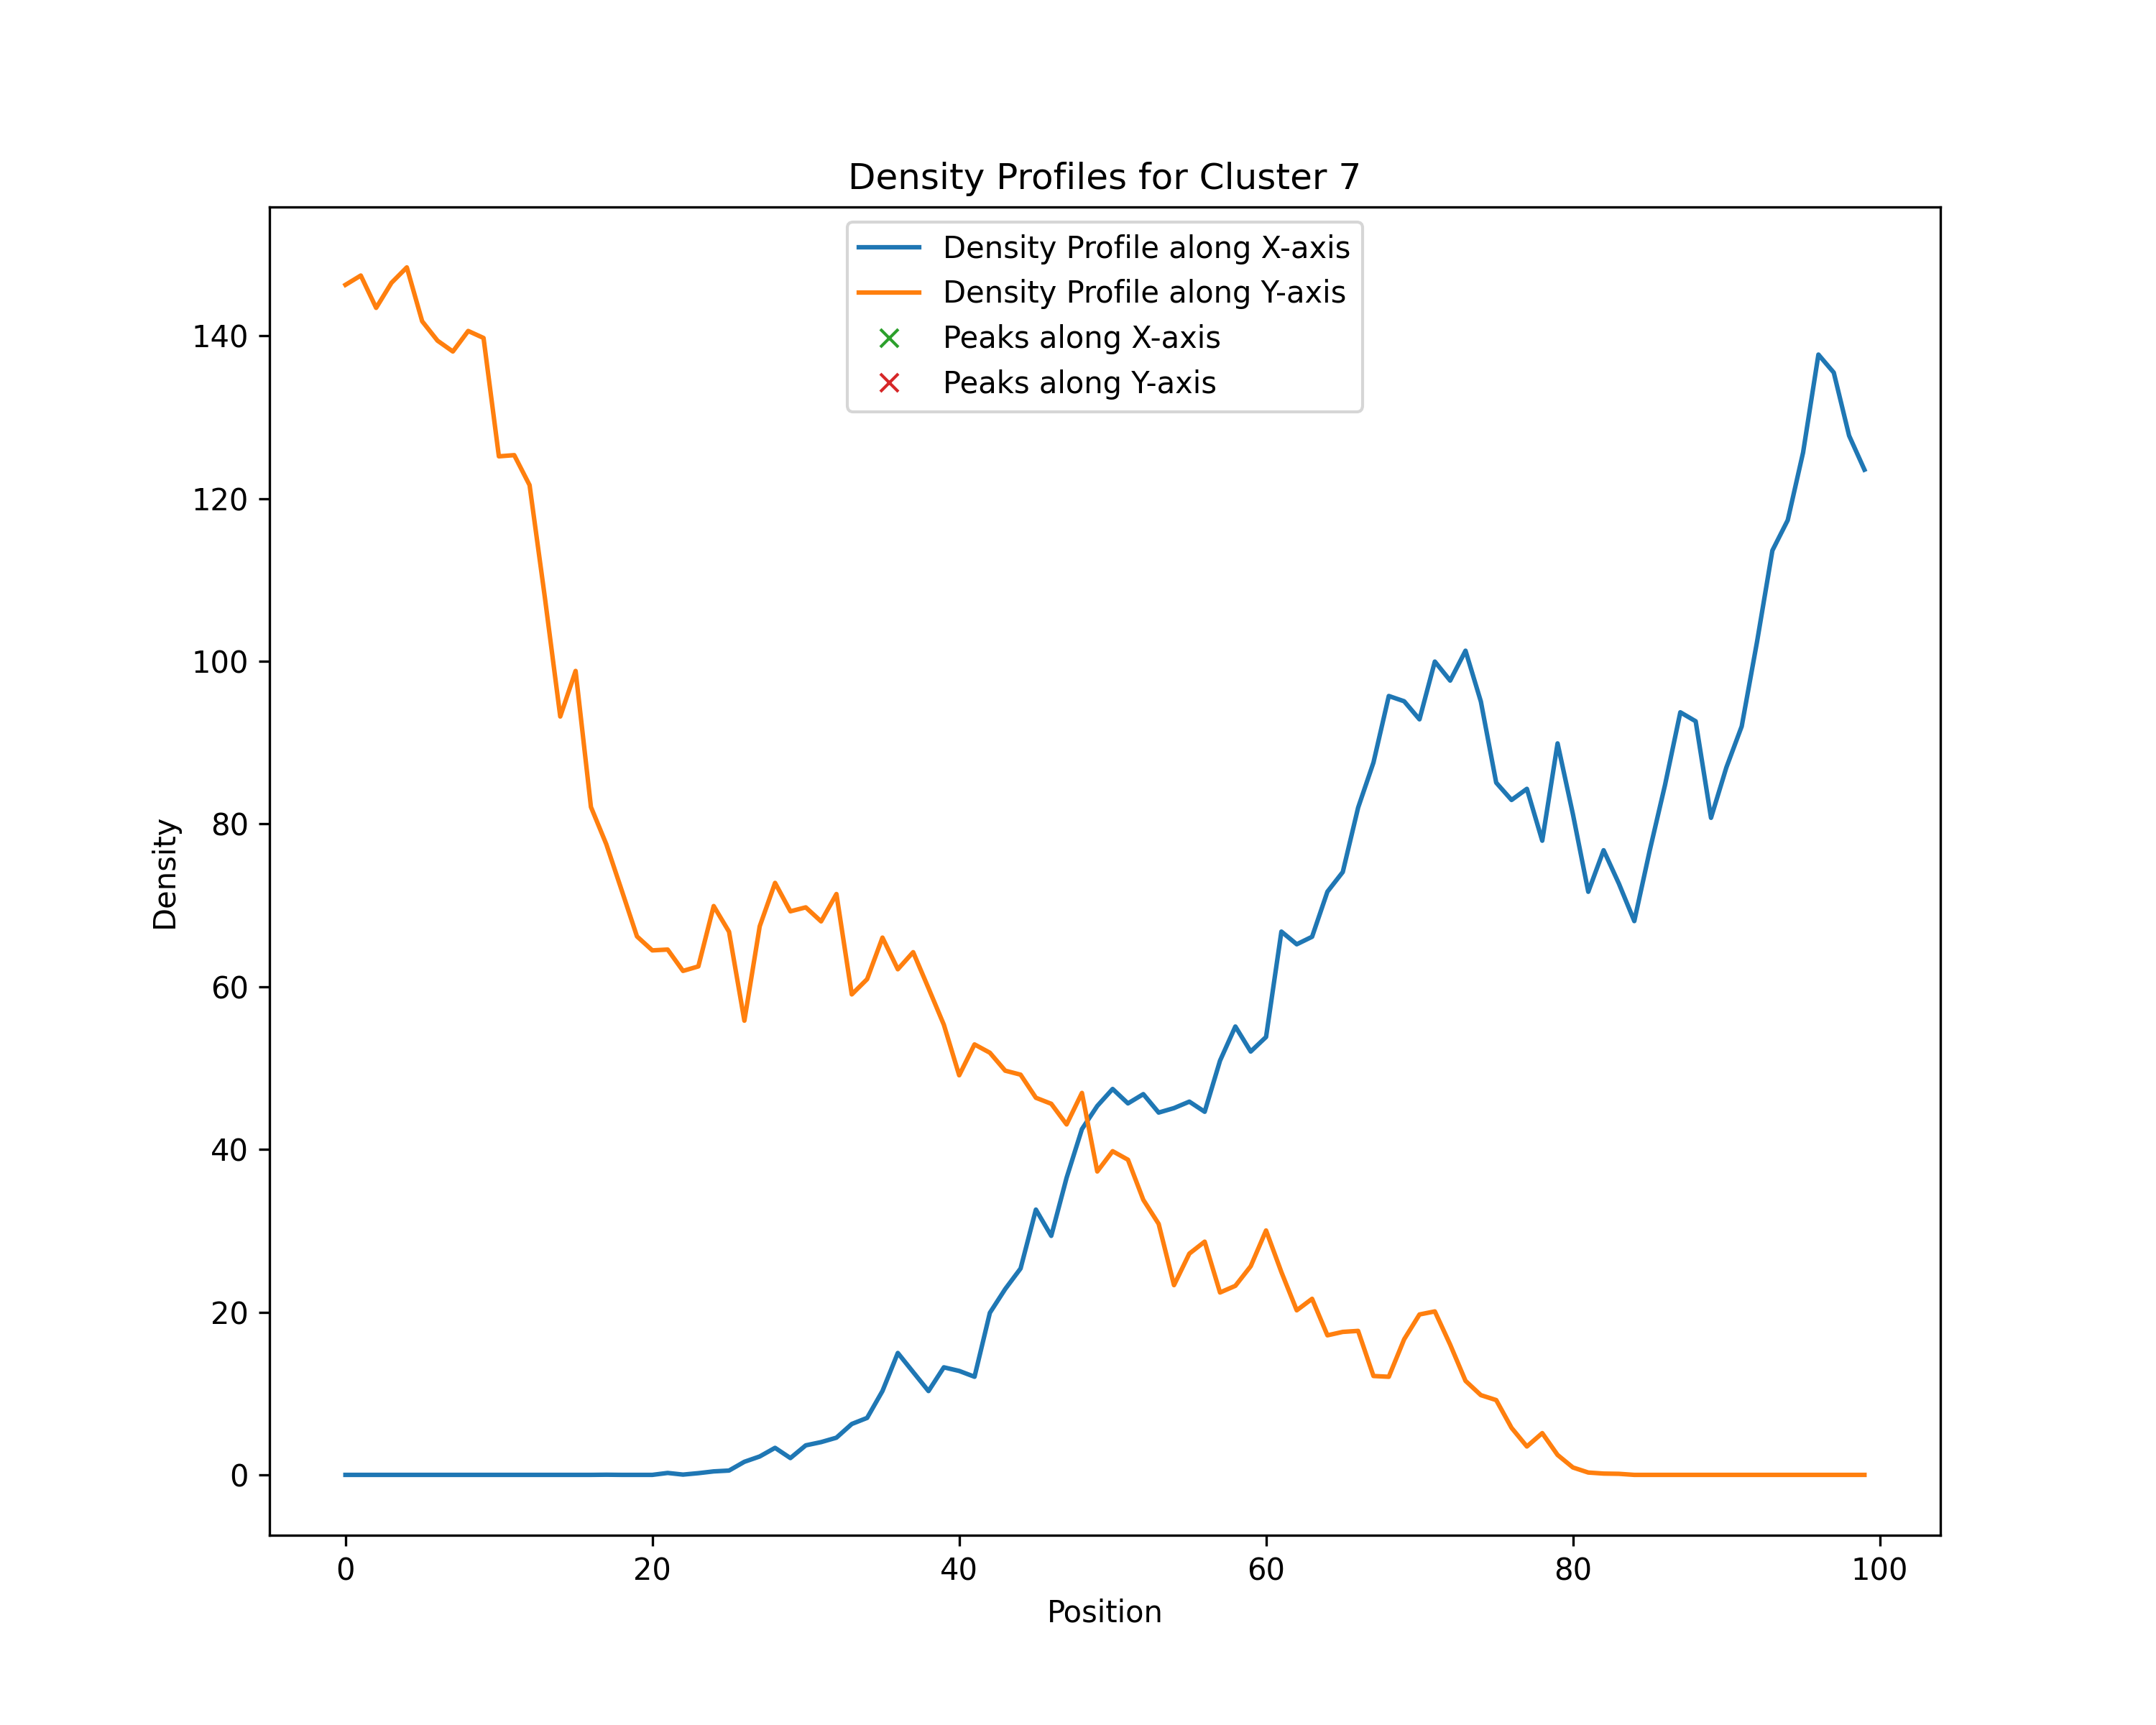 Density Profiles for Cluster 7
Density Profile along X-axis
Density Profile along Y-axis
Peaks along X-axis
Peaks along Y-axis
140
120
100
80
60
40
20
0
Density
0 20 40 60 80 100
Position